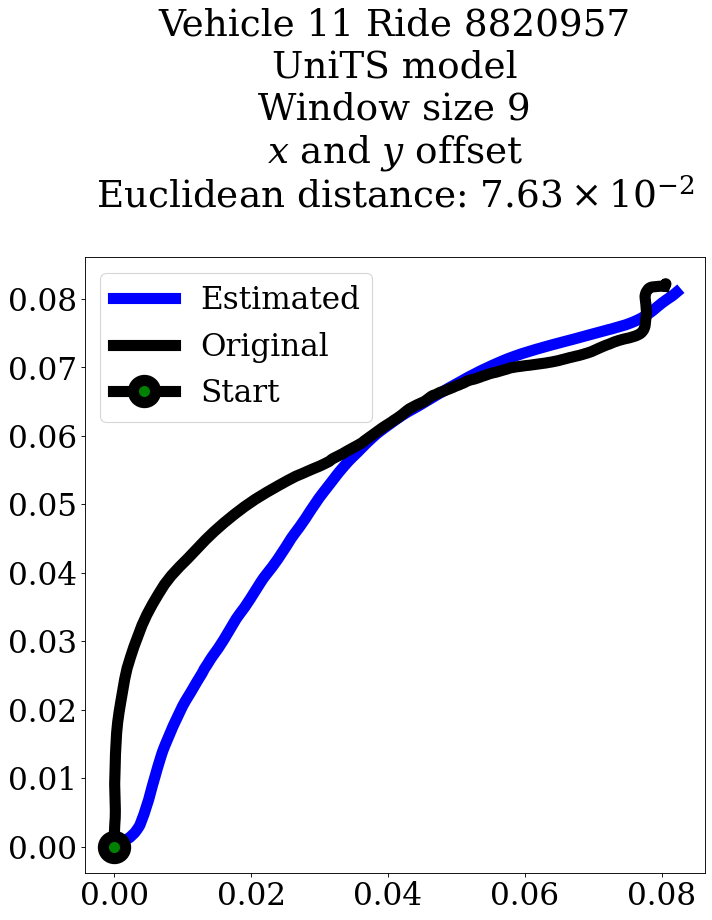 Vehicle 11 Ride 8820957
UniTS model
Window size 9
x and y offset
Euclidean distance: 7.63 × 10⁻²
Estimated
Original
Start
0.08
0.07
0.06
0.05
0.04
0.03
0.02
0.01
0.00
0.00 0.02 0.04 0.06 0.08